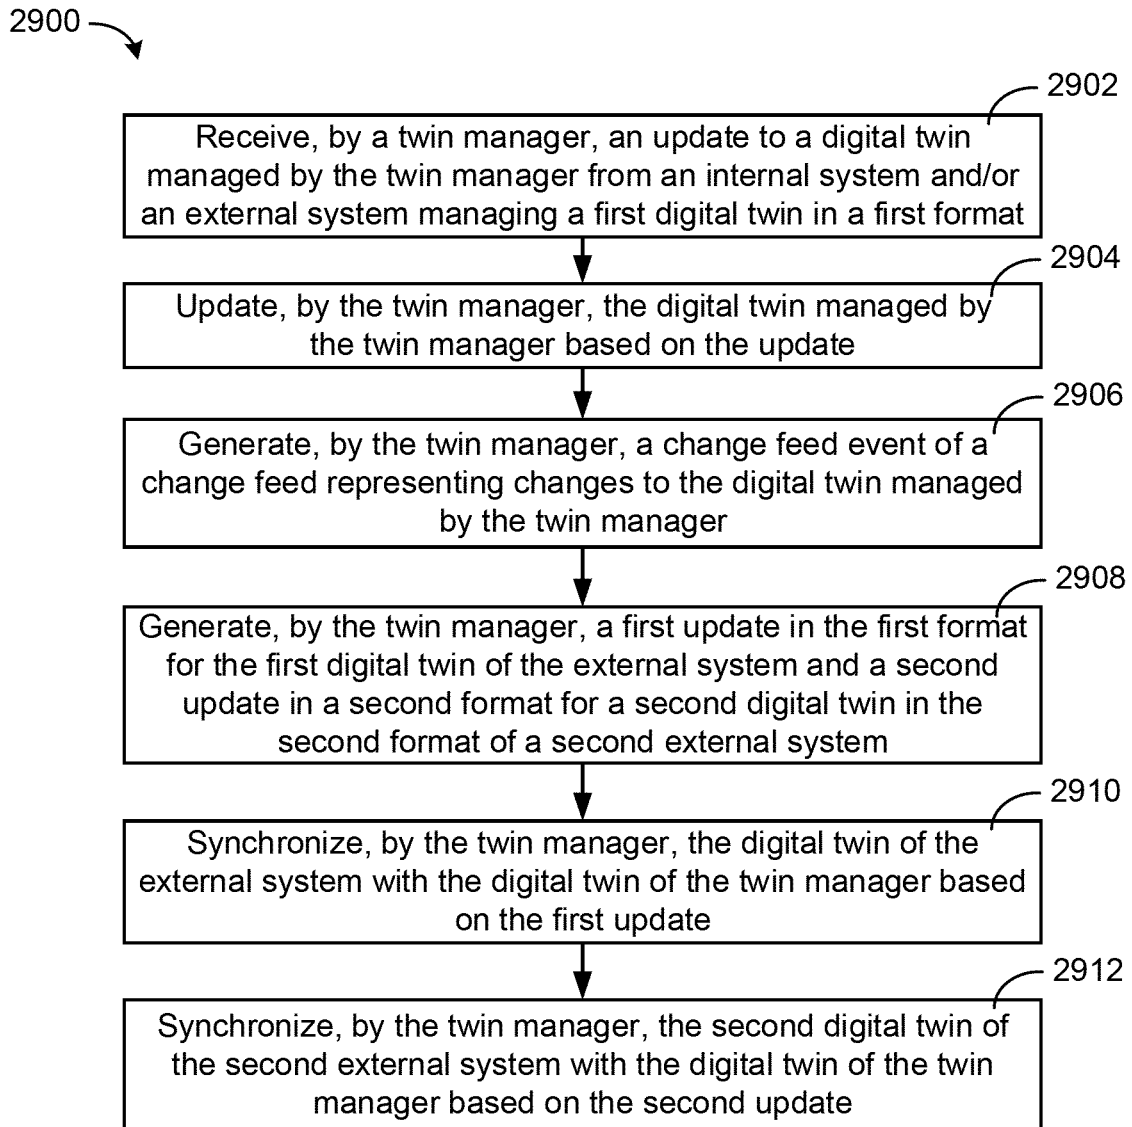 2900
2902
Receive, by a twin manager, an update to a digital twin
managed by the twin manager from an internal system and/or
an external system managing a first digital twin in a first format
2904
Update, by the twin manager, the digital twin managed by
the twin manager based on the update
2906
Generate, by the twin manager, a change feed event of a
change feed representing changes to the digital twin managed
by the twin manager
2908
Generate, by the twin manager, a first update in the first format
for the first digital twin of the external system and a second
update in a second format for a second digital twin in the
second format of a second external system
2910
Synchronize, by the twin manager, the digital twin of the
external system with the digital twin of the twin manager based
on the first update
2912
Synchronize, by the twin manager, the second digital twin of
the second external system with the digital twin of the twin
manager based on the second update